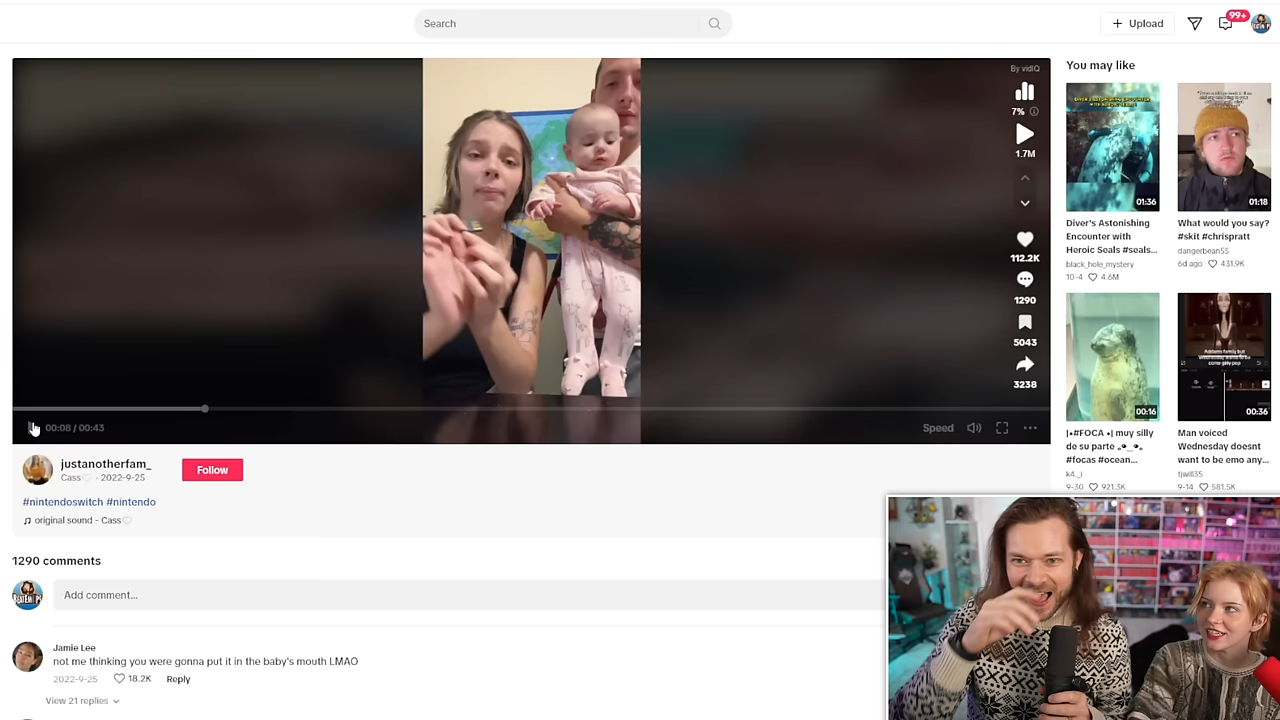 Search
Upload
99+
By vidIQ
7%
1.7M
112.2K
1290
5043
3238
00:08 / 00:43
Speed
justanotherfam_
Cass♡ · 2022-9-25
Follow
#nintendoswitch #nintendo
original sound - Cass♡
1290 comments
Add comment...
Jamie Lee
not me thinking you were gonna put it in the baby's mouth LMAO
2022-9-25
18.2K
Reply
View 21 replies
You may like
01:36
Diver's Astonishing
Encounter with
Heroic Seals #seals...
black_hole_mystery
10-4
4.6M
01:18
What would you say?
#skit #chrispratt
dangerbean55
6d ago
431.9K
00:16
|•#FOCA •| muy silly
de su parte
#focas #ocean...
9-30
921.3K
00:36
Man voiced
Wednesday doesnt
want to be emo any...
tjwill35
9-14
581.5K